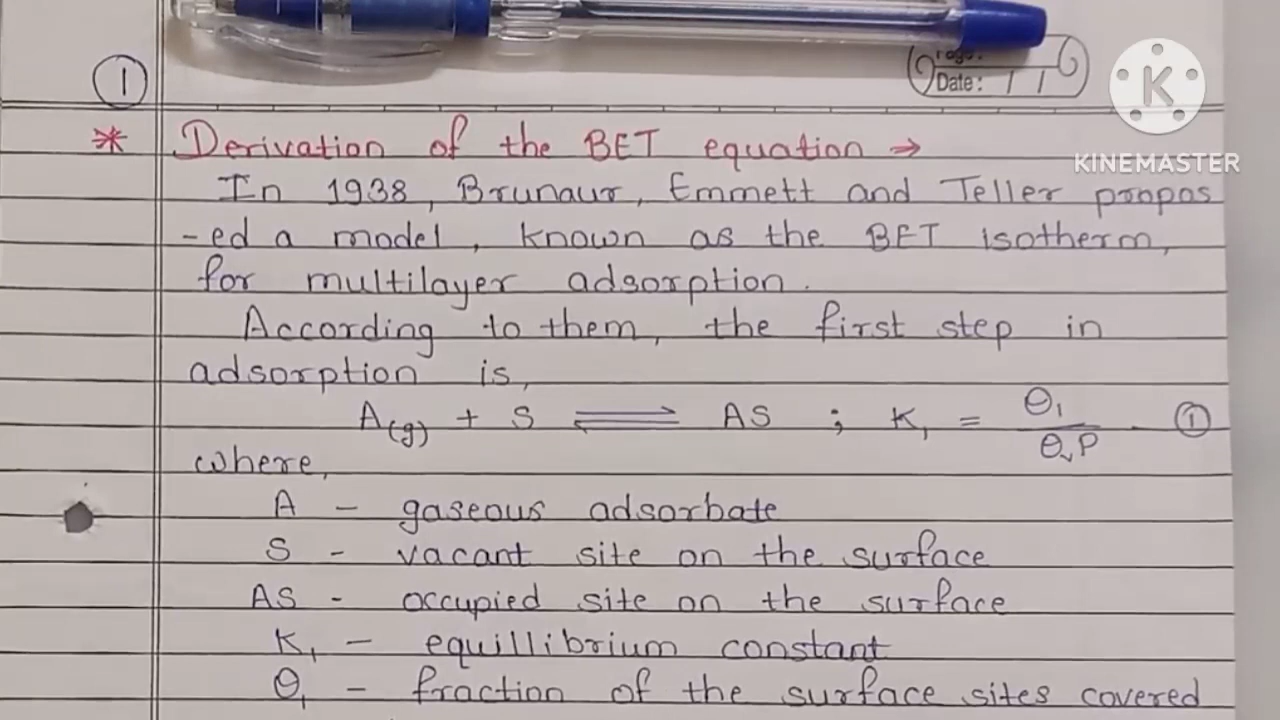 Page:
Date:
K
KINEMASTER
①
* Derivation of the BET equation →
In 1938, Brunaur, Emmett and Teller propos
-ed a model, known as the BET isotherm,
for multilayer adsorption.
According to them, the first step in
adsorption is,
A(g) + S ⇌ AS ; K₁ = θ₁ / θᵥP - ①
where,
A - gaseous adsorbate
S - vacant site on the surface
AS - occupied site on the surface
K₁ - equillibrium constant
θ₁ - fraction of the surface sites covered